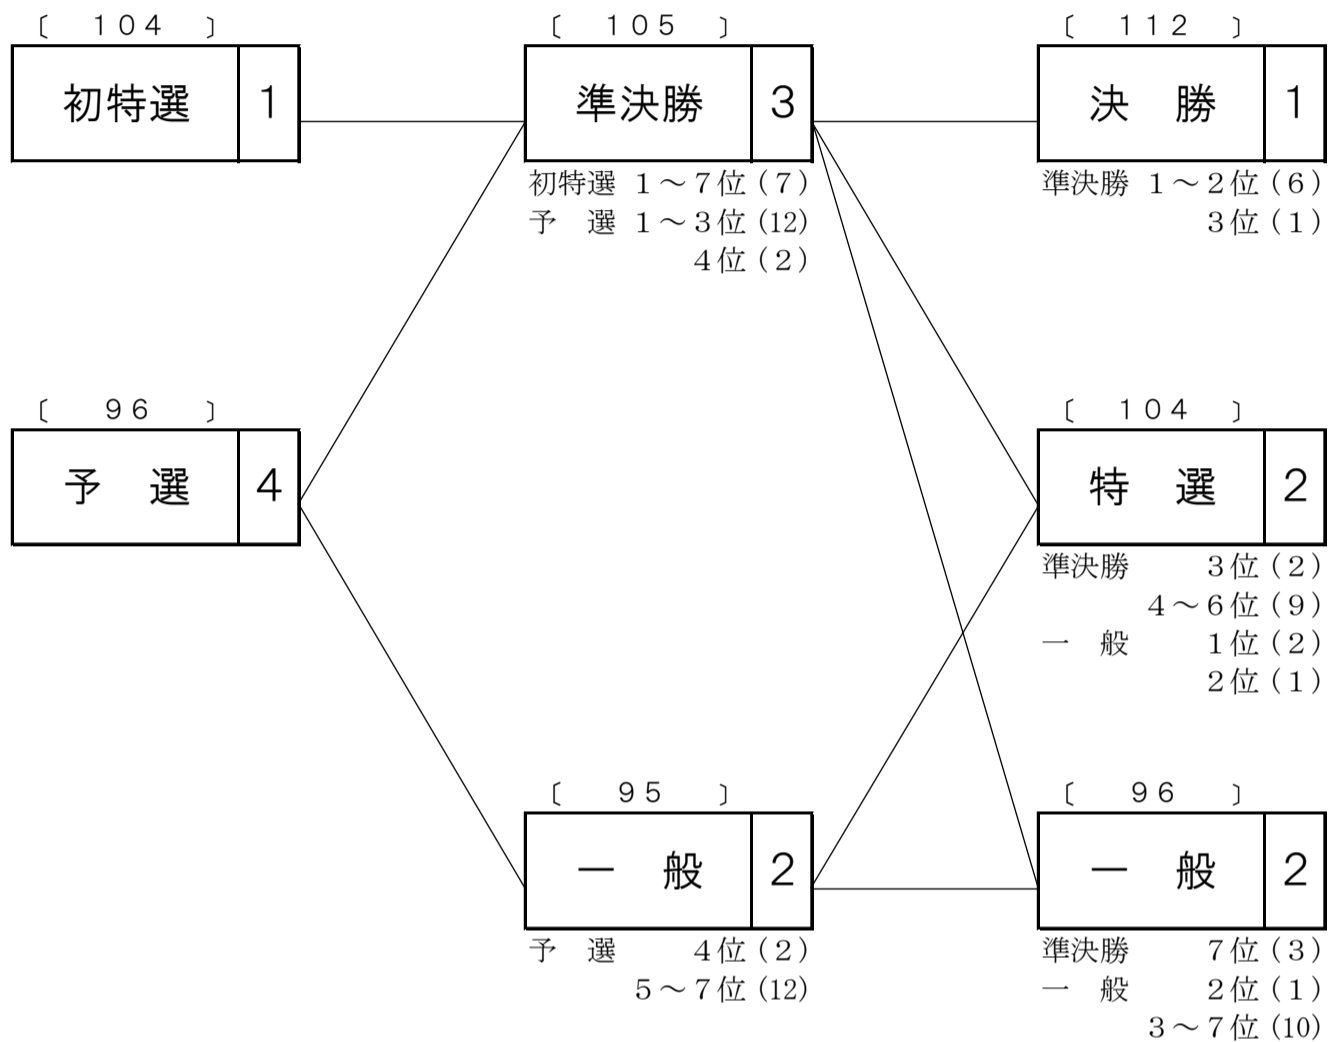 〔 104 〕
初特選 1
〔 105 〕
準決勝 3
初特選 1～7位(7)
予 選 1～3位(12)
4位(2)
〔 112 〕
決 勝 1
準決勝 1～2位(6)
3位(1)
〔 96 〕
予 選 4
〔 104 〕
特 選 2
準決勝 3位(2)
4～6位(9)
一 般 1位(2)
2位(1)
〔 95 〕
一 般 2
予 選 4位(2)
5～7位(12)
〔 96 〕
一 般 2
準決勝 7位(3)
一 般 2位(1)
3～7位(10)